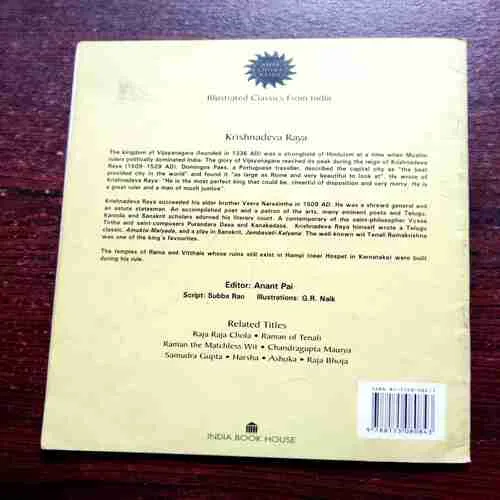 AMAR
CHITRA
KATHA
Illustrated Classics From India
Krishnadeva Raya
The kingdom of Vijayanagara (founded in 1336 AD) was a stronghold of Hinduism at a time when Muslim
rulers politically dominated India. The glory of Vijayanagara reached its peak during the reign of Krishnadeva
Raya (1509-1529 AD). Domingos Paes, a Portuguese traveller, described the capital city as "the best
provided city in the world" and found it "as large as Rome and very beautiful to look at". He wrote of
Krishnadeva Raya: "He is the most perfect king that could be, cheerful of disposition and very merry. He is
a great ruler and a man of much justice".
Krishnadeva Raya succeeded his elder brother Veera Narasimha in 1509 AD. He was a shrewd general and
an astute statesman. An accomplished poet and a patron of the arts, many eminent poets and Telugu,
Kannda and Sanskrit scholars adorned his literary court. A contemporary of the saint-philosopher Vyasa
Tirtha and saint-composers Purandara Dasa and Kanakadasa. Krishnadeva Raya himself wrote a Telugu
classic, Amukta-Malyada, and a play in Sanskrit, Jambavati-Kalyana. The well known wit Tenali Ramakrishna
was one of the king's favourites.
The temples of Rama and Vitthala whose ruins still exist in Hampi (near Hospet in Karnataka) were built
during his rule.
Editor: Anant Pai
Script: Subba Rao Illustrations: G.R. Naik
Related Titles
Raja Raja Chola • Raman of Tenali
Raman the Matchless Wit • Chandragupta Maurya
Samudra Gupta • Harsha • Ashoka • Raja Bhoja
ISBN
INDIA BOOK HOUSE